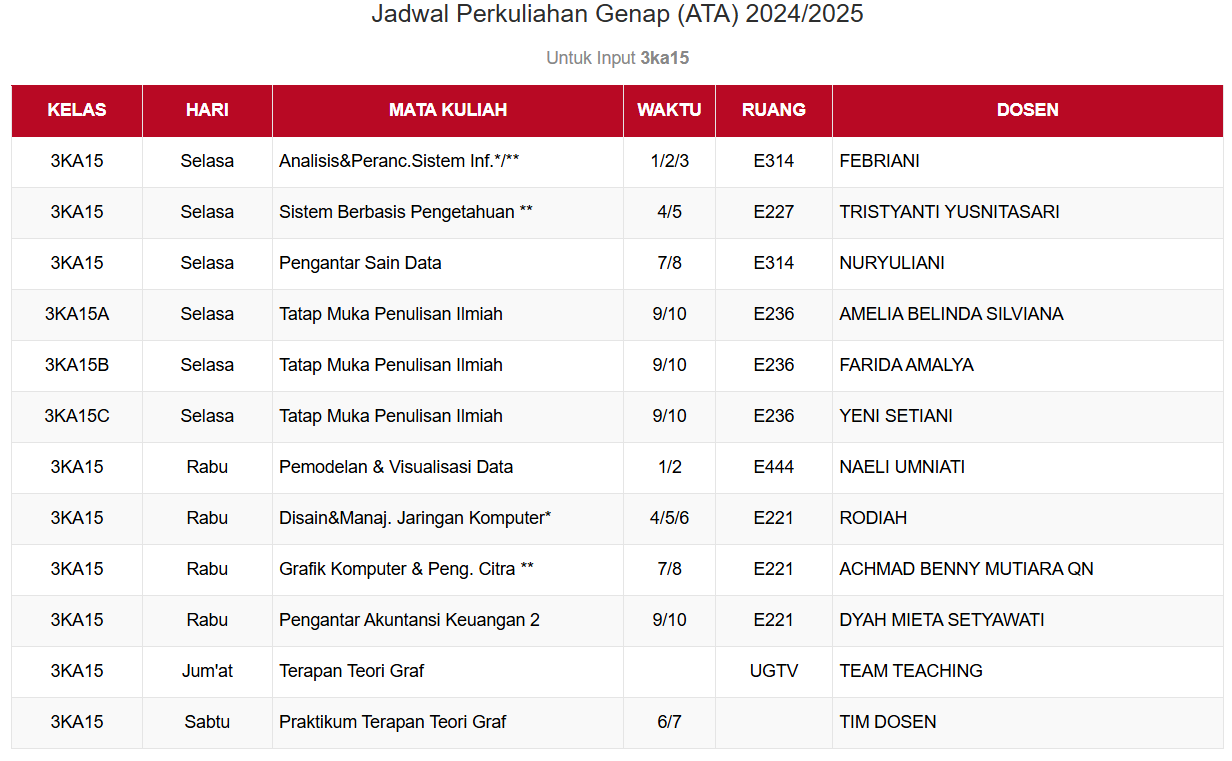 Jadwal Perkuliahan Genap (ATA) 2024/2025
Untuk Input 3ka15
KELAS HARI MATA KULIAH WAKTU RUANG DOSEN
3KA15 Selasa Analisis&Peranc.Sistem Inf.*/** 1/2/3 E314 FEBRIANI
3KA15 Selasa Sistem Berbasis Pengetahuan ** 4/5 E227 TRISTYANTI YUSNITASARI
3KA15 Selasa Pengantar Sain Data 7/8 E314 NURYULIANI
3KA15A Selasa Tatap Muka Penulisan Ilmiah 9/10 E236 AMELIA BELINDA SILVIANA
3KA15B Selasa Tatap Muka Penulisan Ilmiah 9/10 E236 FARIDA AMALYA
3KA15C Selasa Tatap Muka Penulisan Ilmiah 9/10 E236 YENI SETIANI
3KA15 Rabu Pemodelan & Visualisasi Data 1/2 E444 NAELI UMNIATI
3KA15 Rabu Disain&Manaj. Jaringan Komputer* 4/5/6 E221 RODIAH
3KA15 Rabu Grafik Komputer & Peng. Citra ** 7/8 E221 ACHMAD BENNY MUTIARA QN
3KA15 Rabu Pengantar Akuntansi Keuangan 2 9/10 E221 DYAH MIETA SETYAWATI
3KA15 Jum'at Terapan Teori Graf UGTV TEAM TEACHING
3KA15 Sabtu Praktikum Terapan Teori Graf 6/7 TIM DOSEN